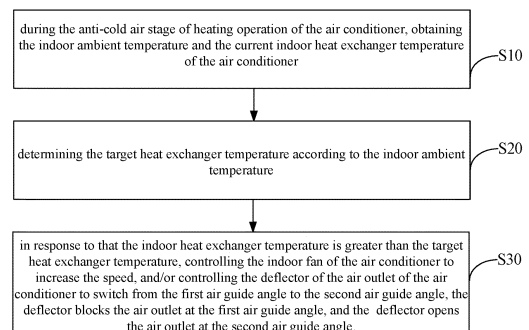 during the anti-cold air stage of heating operation of the air conditioner, obtaining
the indoor ambient temperature and the current indoor heat exchanger temperature
of the air conditioner
S10
determining the target heat exchanger temperature according to the indoor ambient
temperature
S20
in response to that the indoor heat exchanger temperature is greater than the target
heat exchanger temperature, controlling the indoor fan of the air conditioner to
increase the speed, and/or controlling the deflector of the air outlet of the air
conditioner to switch from the first air guide angle to the second air guide angle, the
deflector blocks the air outlet at the first air guide angle, and the deflector opens
the air outlet at the second air guide angle
S30